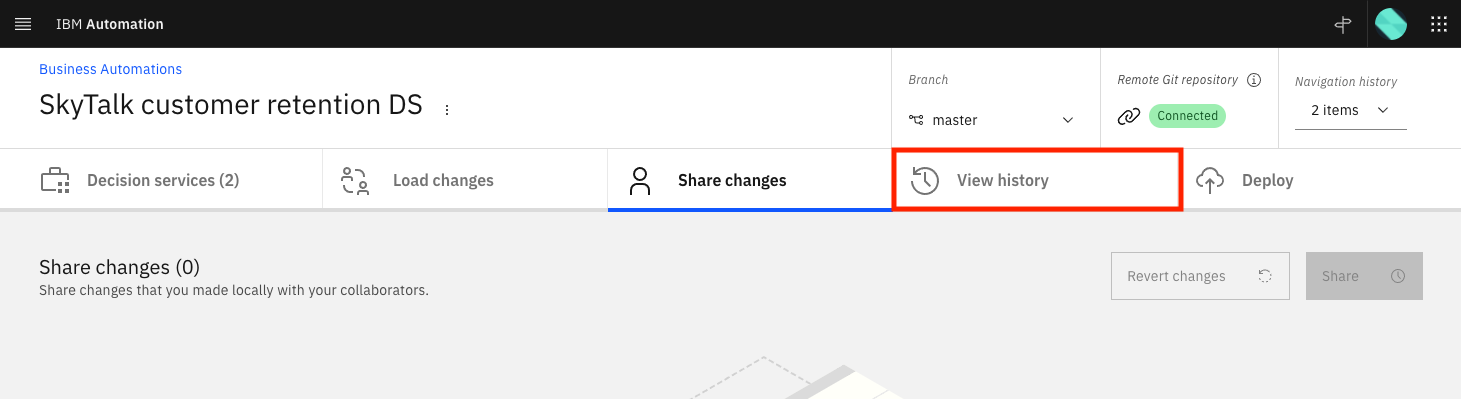 IBM Automation
Business Automations
SkyTalk customer retention DS
Branch
master
Remote Git repository
Connected
Navigation history
2 items
Decision services (2)
Load changes
Share changes
View history
Deploy
Share changes (0)
Share changes that you made locally with your collaborators.
Revert changes
Share